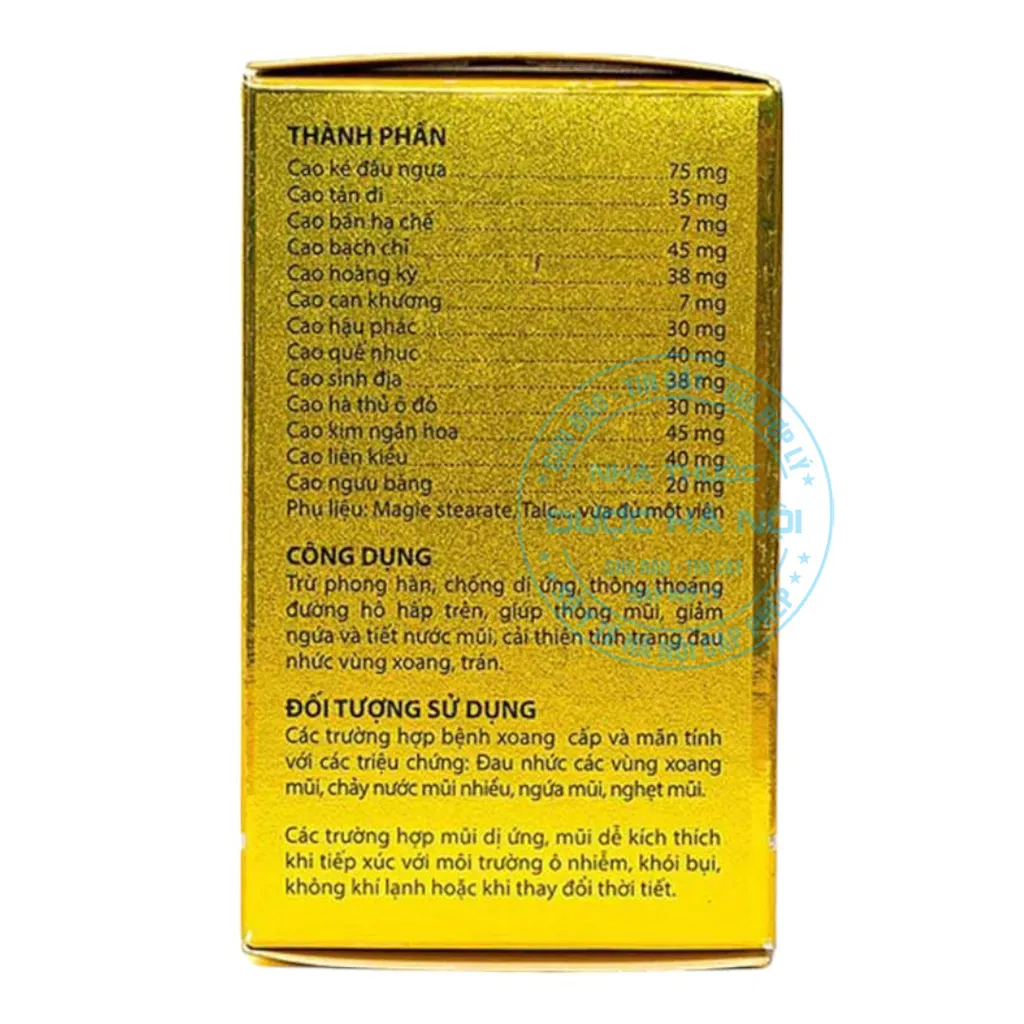 THÀNH PHẦN
Cao ké đầu ngựa 75 mg
Cao tân di 35 mg
Cao bán hạ chế 7 mg
Cao bạch chỉ 45 mg
Cao hoàng kỳ 38 mg
Cao can khương 7 mg
Cao hậu phác 30 mg
Cao quế nhục 40 mg
Cao sinh địa 38 mg
Cao hà thủ ô đỏ 30 mg
Cao kim ngân hoa 45 mg
Cao liên kiều 40 mg
Cao ngưu bàng 20 mg
Phụ liệu: Magie stearate, Talc... vừa đủ một viên
CÔNG DỤNG
Trừ phong hàn, chống dị ứng, thông thoáng
đường hô hấp trên, giúp thông mũi, giảm
ngứa và tiết nước mũi, cải thiện tình trạng đau
nhức vùng xoang, trán.
ĐỐI TƯỢNG SỬ DỤNG
Các trường hợp bệnh xoang cấp và mãn tính
với các triệu chứng: Đau nhức các vùng xoang
mũi, chảy nước mũi nhiều, ngứa mũi, nghẹt mũi.
Các trường hợp mũi dị ứng, mũi dễ kích thích
khi tiếp xúc với môi trường ô nhiễm, khói bụi,
không khí lạnh hoặc khi thay đổi thời tiết.
NHÀ THUỐC
DƯỢC HÀ NỘI